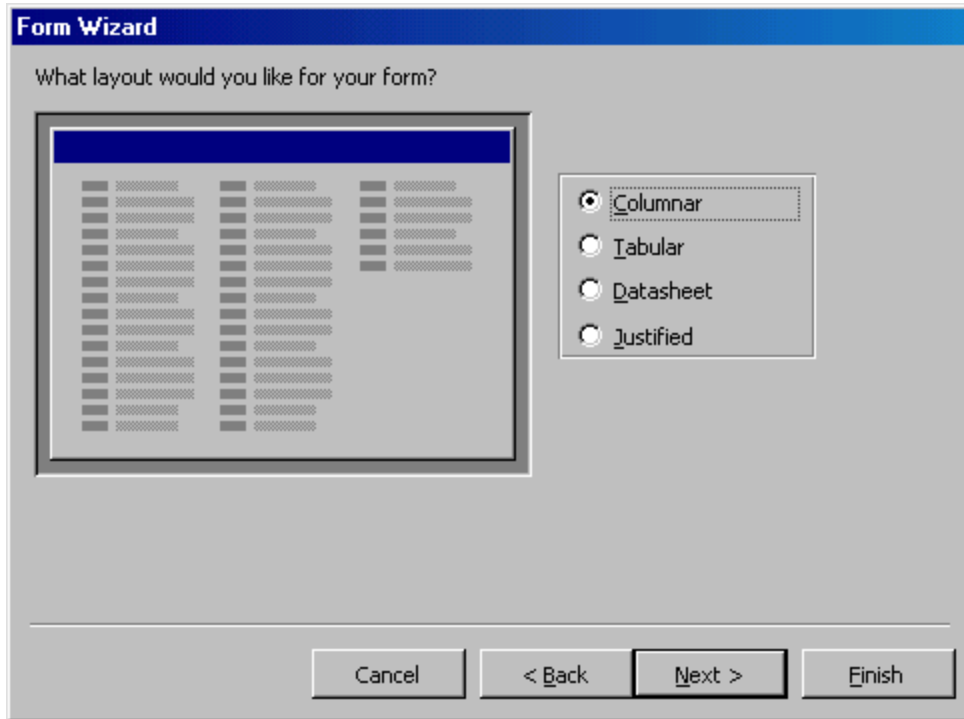 Form Wizard
What layout would you like for your form?
Columnar
Tabular
Datasheet
Justified
Cancel < Back Next > Finish